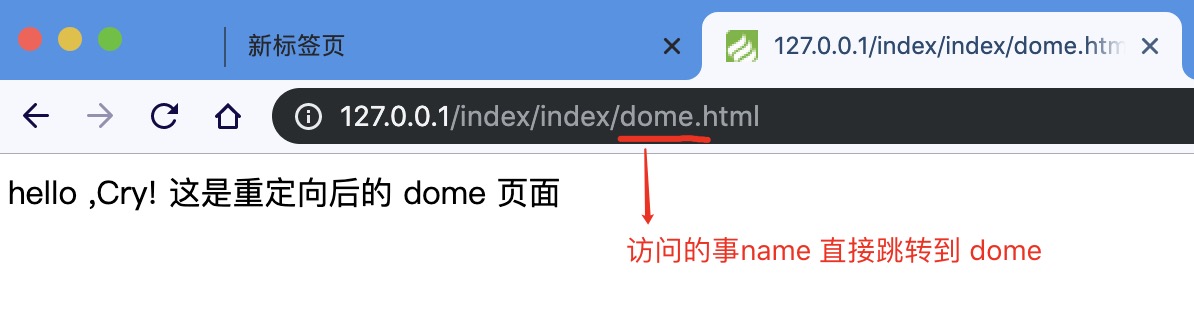 新标签页
127.0.0.1/index/index/dome.htm
127.0.0.1/index/index/dome.html
hello ,Cry! 这是重定向后的 dome 页面
访问的事name 直接跳转到 dome